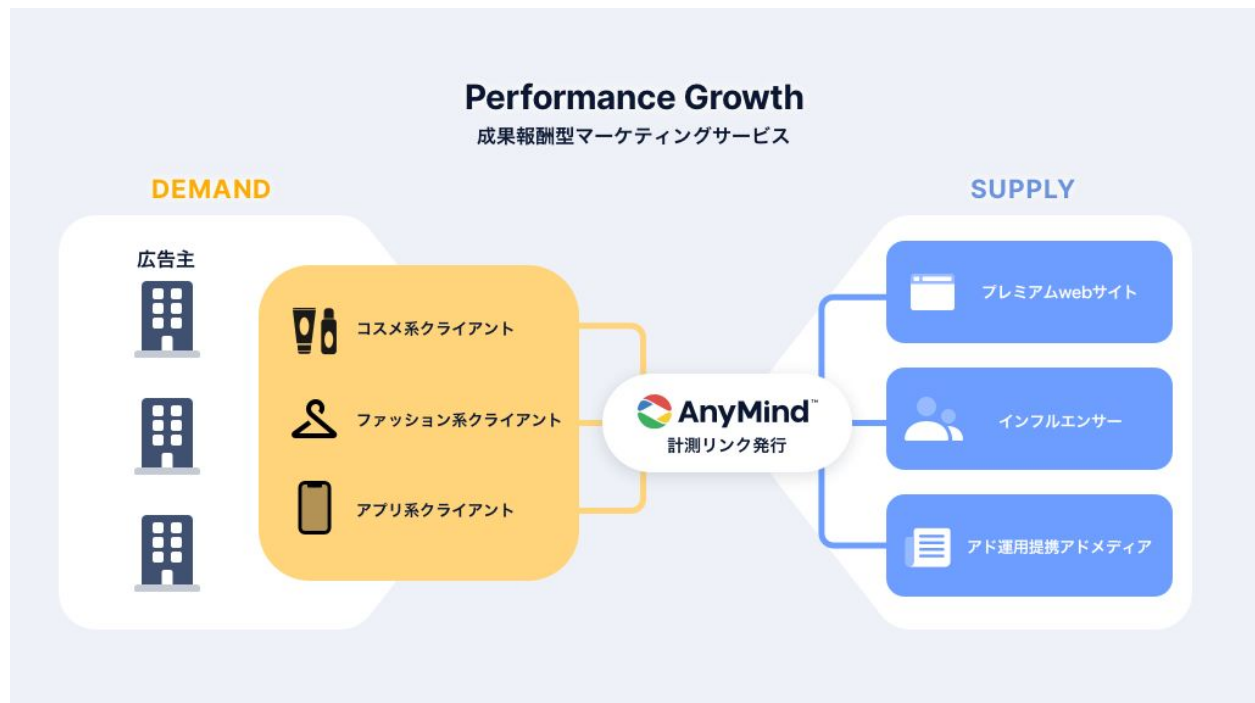 Performance Growth
成果報酬型マーケティングサービス
DEMAND
広告主
コスメ系クライアント
ファッション系クライアント
アプリ系クライアント
AnyMind™
計測リンク発行
SUPPLY
プレミアムwebサイト
インフルエンサー
アド運用提携アドメディア